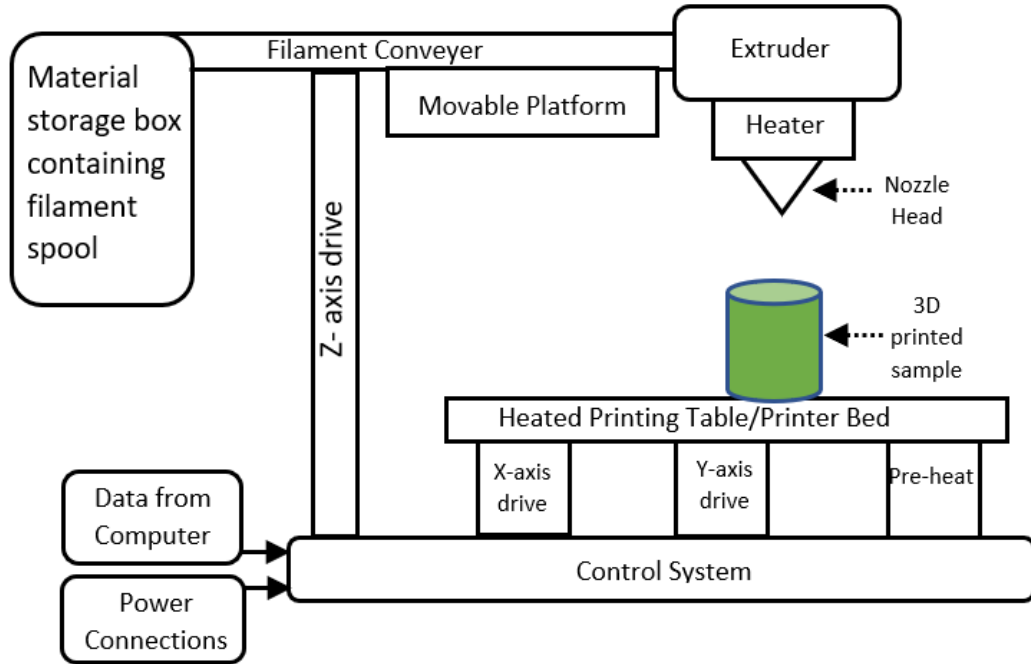 Filament Conveyer
Extruder
Material
storage box
containing
filament
spool
Movable Platform
Heater
Nozzle
Head
Z- axis drive
3D
printed
sample
Heated Printing Table/Printer Bed
X-axis
drive
Y-axis
drive
Pre-heat
Data from
Computer
Control System
Power
Connections